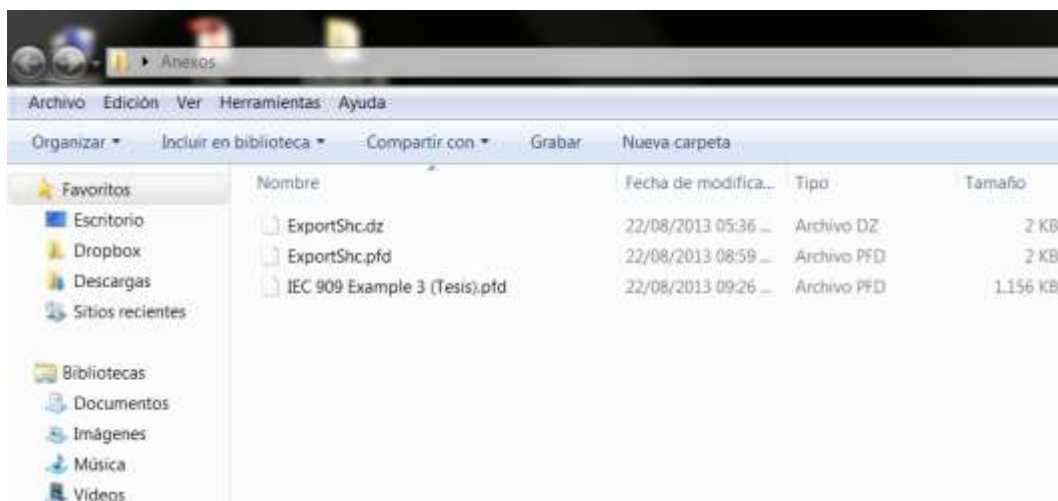 Anexos
Archivo Edición Ver Herramientas Ayuda
Organizar Incluir en biblioteca Compartir con Grabar Nueva carpeta
Favoritos
Escritorio
Dropbox
Descargas
Sitios recientes
Bibliotecas
Documentos
Imágenes
Música
Vídeos
Nombre Fecha de modifica... Tipo Tamaño
ExportShc.dz 22/08/2013 05:36 ... Archivo DZ 2 KB
ExportShc.pfd 22/08/2013 08:59 ... Archivo PFD 2 KB
IEC 909 Example 3 (Tesis).pfd 22/08/2013 09:26 ... Archivo PFD 1.156 KB